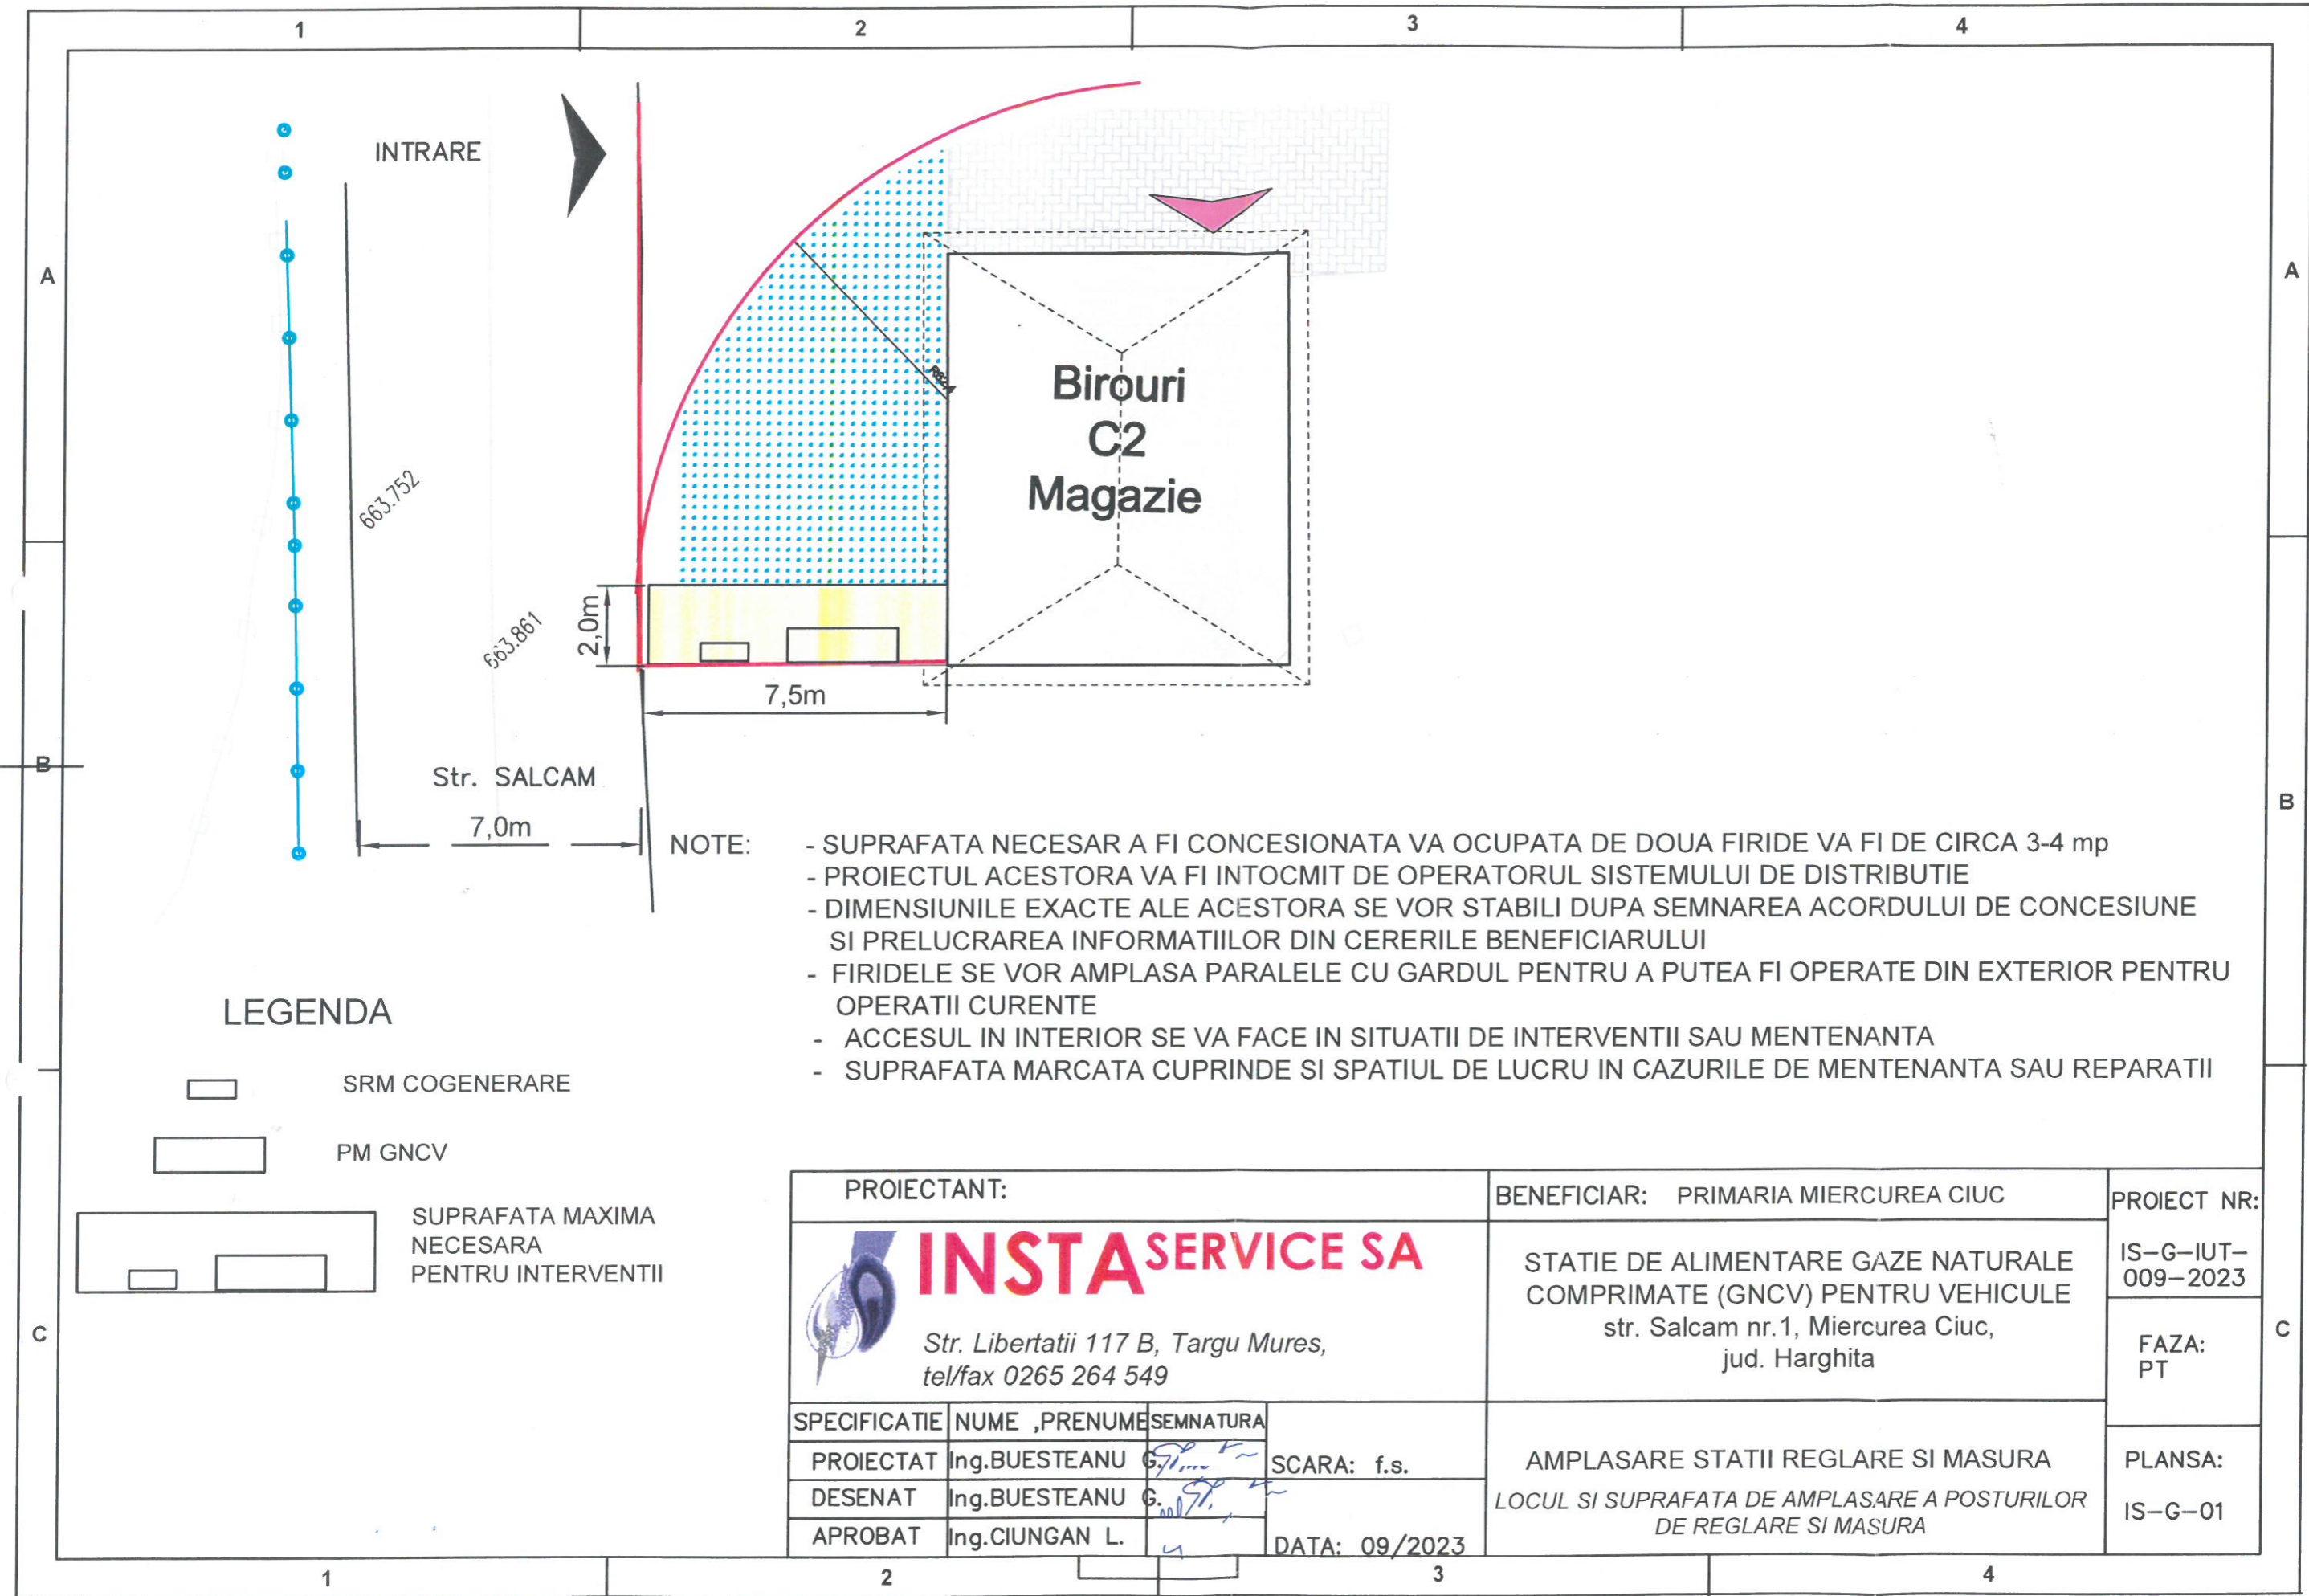 1 2 3 4
A A
INTRARE
Birouri
C2
Magazie
663.752
663.861
2,0m
7,5m
B
Str. SALCAM
7,0m
B
NOTE: - SUPRAFATA NECESAR A FI CONCESIONATA VA OCUPATA DE DOUA FIRIDE VA FI DE CIRCA 3-4 mp
- PROIECTUL ACESTORA VA FI INTOCMIT DE OPERATORUL SISTEMULUI DE DISTRIBUTIE
- DIMENSIUNILE EXACTE ALE ACESTORA SE VOR STABILI DUPA SEMNAREA ACORDULUI DE CONCESIUNE
SI PRELUCRAREA INFORMATIILOR DIN CERERILE BENEFICIARULUI
- FIRIDELE SE VOR AMPLASA PARALELE CU GARDUL PENTRU A PUTEA FI OPERATE DIN EXTERIOR PENTRU
OPERATII CURENTE
- ACCESUL IN INTERIOR SE VA FACE IN SITUATII DE INTERVENTII SAU MENTENANTA
- SUPRAFATA MARCATA CUPRINDE SI SPATIUL DE LUCRU IN CAZURILE DE MENTENANTA SAU REPARATII
LEGENDA
SRM COGENERARE
PM GNCV
SUPRAFATA MAXIMA
NECESARA
PENTRU INTERVENTII
C C
PROIECTANT:
INSTASERVICE SA
Str. Libertatii 117 B, Targu Mures,
tel/fax 0265 264 549
BENEFICIAR: PRIMARIA MIERCUREA CIUC
STATIE DE ALIMENTARE GAZE NATURALE
COMPRIMATE (GNCV) PENTRU VEHICULE
str. Salcam nr.1, Miercurea Ciuc,
jud. Harghita
PROIECT NR:
IS-G-IUT-
009-2023
FAZA:
PT
SPECIFICATIE NUME ,PRENUME SEMNATURA
PROIECTAT Ing.BUESTEANU G.
DESENAT Ing.BUESTEANU G.
APROBAT Ing.CIUNGAN L.
SCARA: f.s.
DATA: 09/2023
AMPLASARE STATII REGLARE SI MASURA
LOCUL SI SUPRAFATA DE AMPLASARE A POSTURILOR
DE REGLARE SI MASURA
PLANSA:
IS-G-01
1 2 3 4